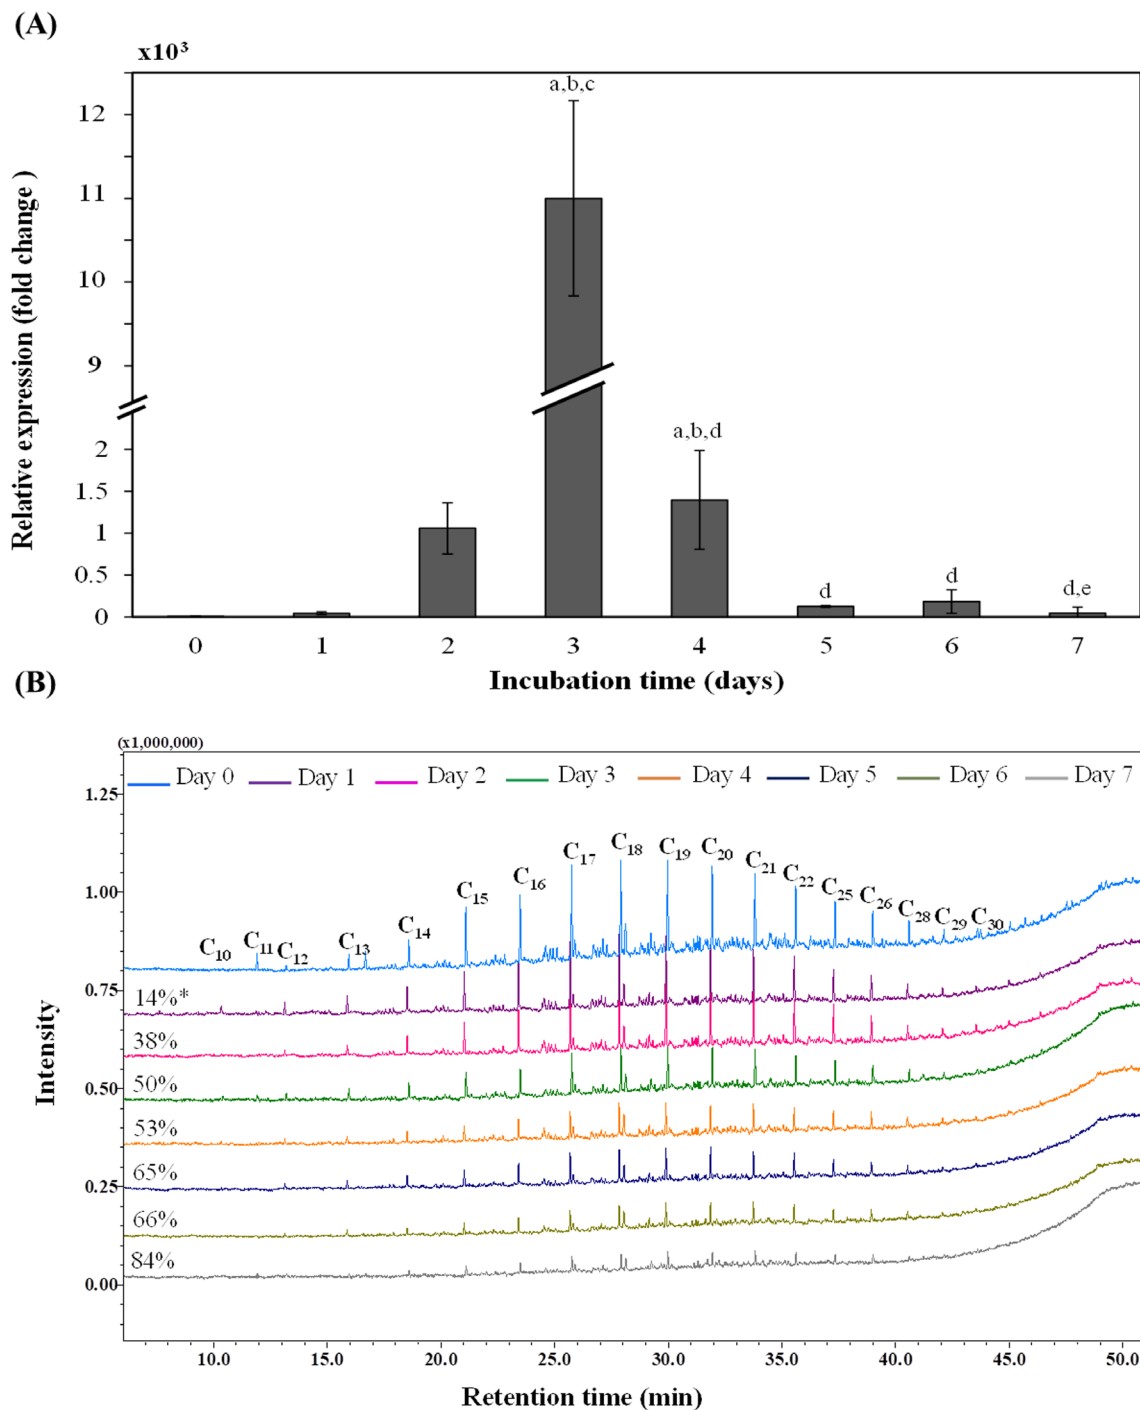 (A)
x10³
a,b,c
12
11
10
9
a,b,d
2
1.5
1
0.5
0
d
d
d,e
Relative expression (fold change )
0 1 2 3 4 5 6 7
Incubation time (days)
(B)
(x1,000,000)
Day 0 Day 1 Day 2 Day 3 Day 4 Day 5 Day 6 Day 7
1.25
1.00
0.75
0.50
0.25
0.00
C₁₀ C₁₁ C₁₂ C₁₃ C₁₄ C₁₅ C₁₆ C₁₇ C₁₈ C₁₉ C₂₀ C₂₁ C₂₂ C₂₅ C₂₆ C₂₈ C₂₉ C₃₀
14%*
38%
50%
53%
65%
66%
84%
Intensity
10.0 15.0 20.0 25.0 30.0 35.0 40.0 45.0 50.0
Retention time (min)